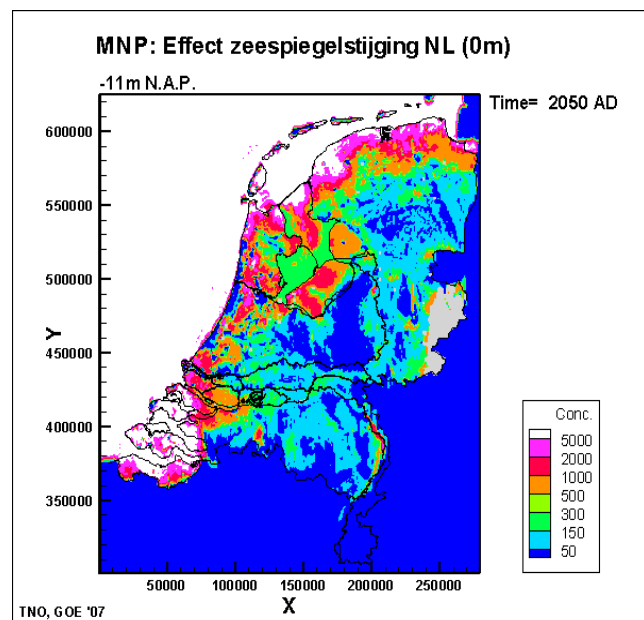 MNP: Effect zeespiegelstijging NL (0m)
-11m N.A.P.
Time= 2050 AD
600000
550000
500000
450000
400000
350000
Y
50000 100000 150000 200000 250000
X
Conc.
5000
2000
1000
500
300
150
50
TNO, GOE '07